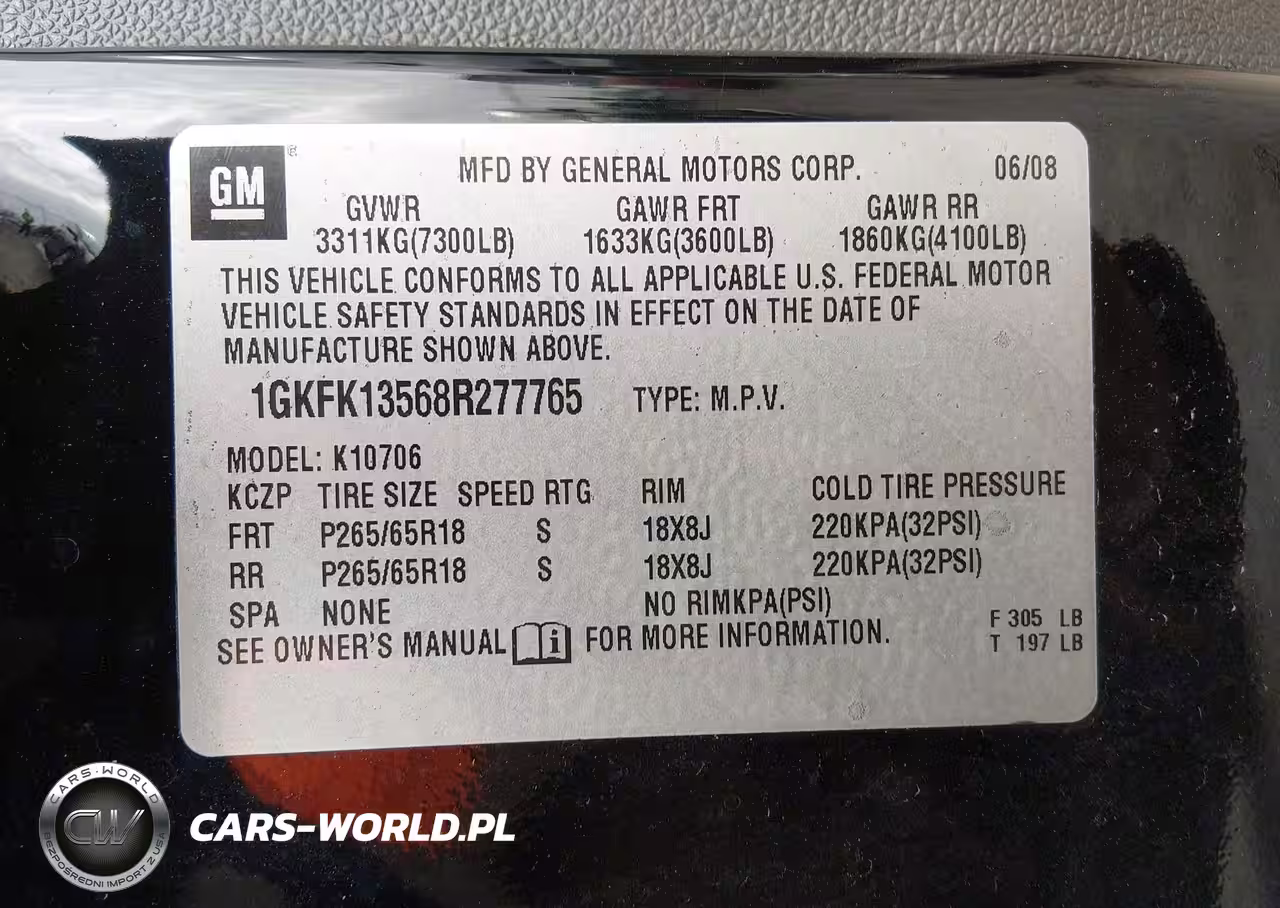 GM
MFD BY GENERAL MOTORS CORP. 06/08
GVWR GAWR FRT GAWR RR
3311KG(7300LB) 1633KG(3600LB) 1860KG(4100LB)
THIS VEHICLE CONFORMS TO ALL APPLICABLE U.S. FEDERAL MOTOR
VEHICLE SAFETY STANDARDS IN EFFECT ON THE DATE OF
MANUFACTURE SHOWN ABOVE.
1GKFK13568R277765 TYPE: M.P.V.
MODEL: K10706
KCZP TIRE SIZE SPEED RTG RIM COLD TIRE PRESSURE
FRT P265/65R18 S 18X8J 220KPA(32PSI)
RR P265/65R18 S 18X8J 220KPA(32PSI)
SPA NONE NO RIMKPA(PSI)
SEE OWNER'S MANUAL FOR MORE INFORMATION.
F 305 LB
T 197 LB
CARS-WORLD
CW
BEZPOŚREDNI IMPORT Z USA
CARS-WORLD.PL